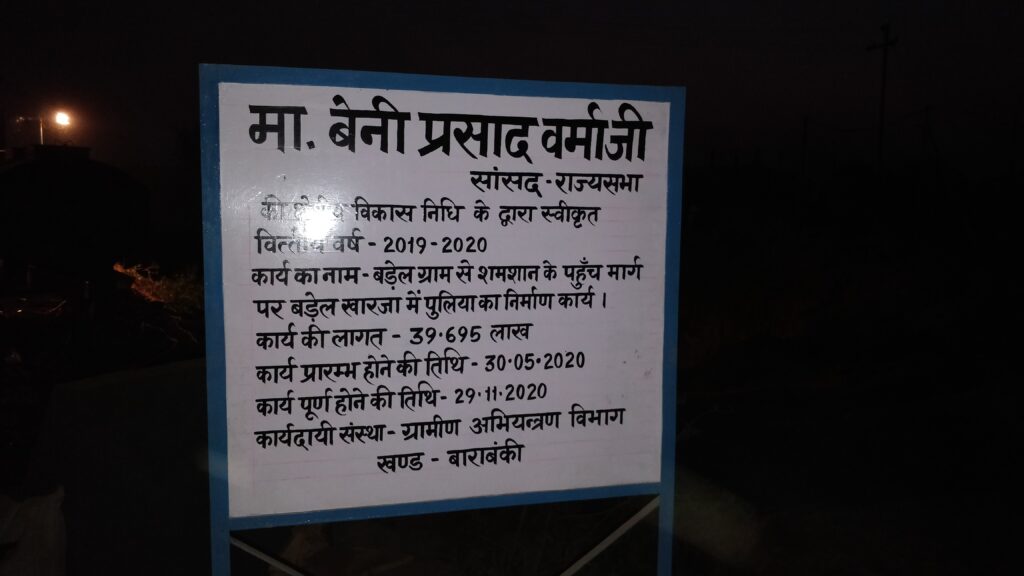 मा. बेनी प्रसाद वर्माजी
सांसद - राज्यसभा
की क्षेत्रीय विकास निधि के द्वारा स्वीकृत
वित्तीय वर्ष - 2019-2020
कार्य का नाम - बड़ेल ग्राम से शमशान के पहुँच मार्ग
पर बड़ेल खारजा में पुलिया का निर्माण कार्य ।
कार्य की लागत - 39.695 लाख
कार्य प्रारम्भ होने की तिथि - 30.05.2020
कार्य पूर्ण होने की तिथि- 29.11.2020
कार्यदायी संस्था - ग्रामीण अभियन्त्रण विभाग
खण्ड - बाराबंकी